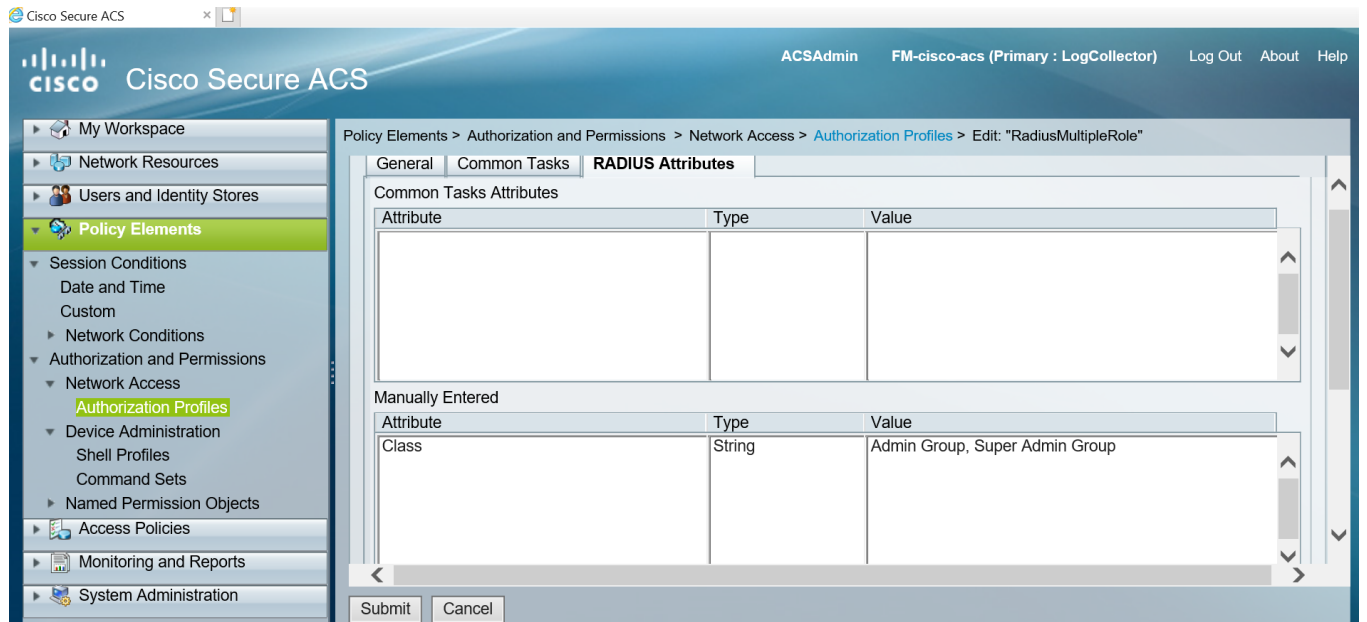 Cisco Secure ACS
ACSAdmin FM-cisco-acs (Primary : LogCollector) Log Out About Help
CISCO Cisco Secure ACS
My Workspace
Network Resources
Users and Identity Stores
Policy Elements
Session Conditions
Date and Time
Custom
Network Conditions
Authorization and Permissions
Network Access
Authorization Profiles
Device Administration
Shell Profiles
Command Sets
Named Permission Objects
Access Policies
Monitoring and Reports
System Administration
Policy Elements > Authorization and Permissions > Network Access > Authorization Profiles > Edit: "RadiusMultipleRole"
General Common Tasks RADIUS Attributes
Common Tasks Attributes
Attribute Type Value
Manually Entered
Attribute Type Value
Class String Admin Group, Super Admin Group
Submit Cancel